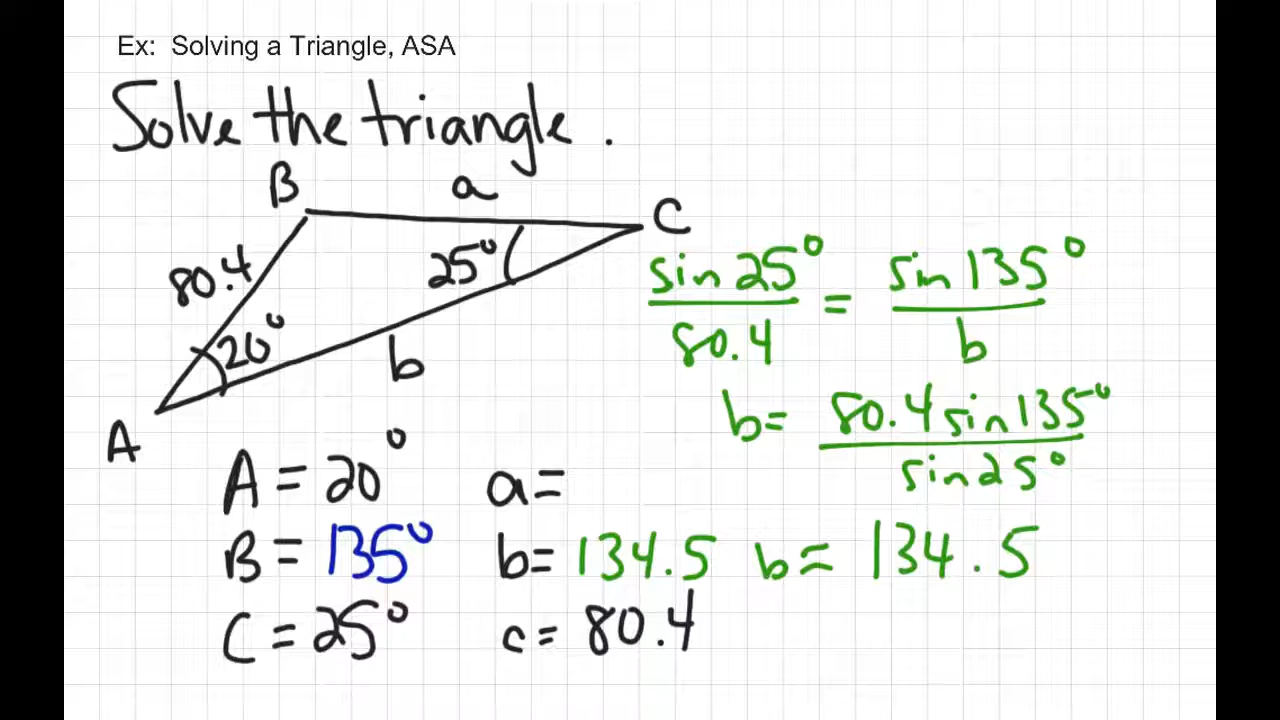 Ex: Solving a Triangle, ASA
Solve the triangle.
B
a
C
80.4
25°
20°
b
A
sin 25° / 80.4 = sin 135° / b
b = 80.4 sin 135° / sin 25°
A = 20° a =
B = 135° b = 134.5 b ≈ 134.5
C = 25° c = 80.4